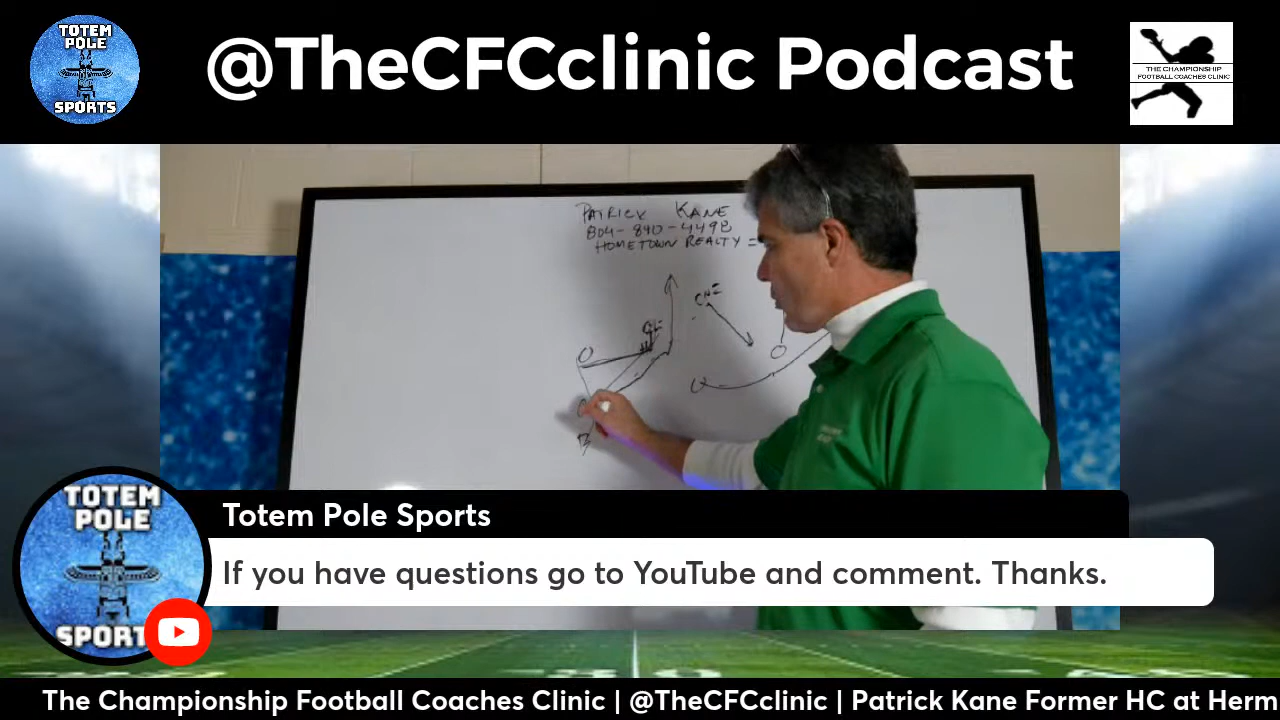 TOTEM
POLE
SPORTS
@TheCFCclinic Podcast
THE CHAMPIONSHIP
FOOTBALL COACHES CLINIC
PATRICK KANE
804-840-4498
HOMETOWN REALTY =
TOTEM
POLE
SPORT
Totem Pole Sports
If you have questions go to YouTube and comment. Thanks.
The Championship Football Coaches Clinic | @TheCFCclinic | Patrick Kane Former HC at Herm